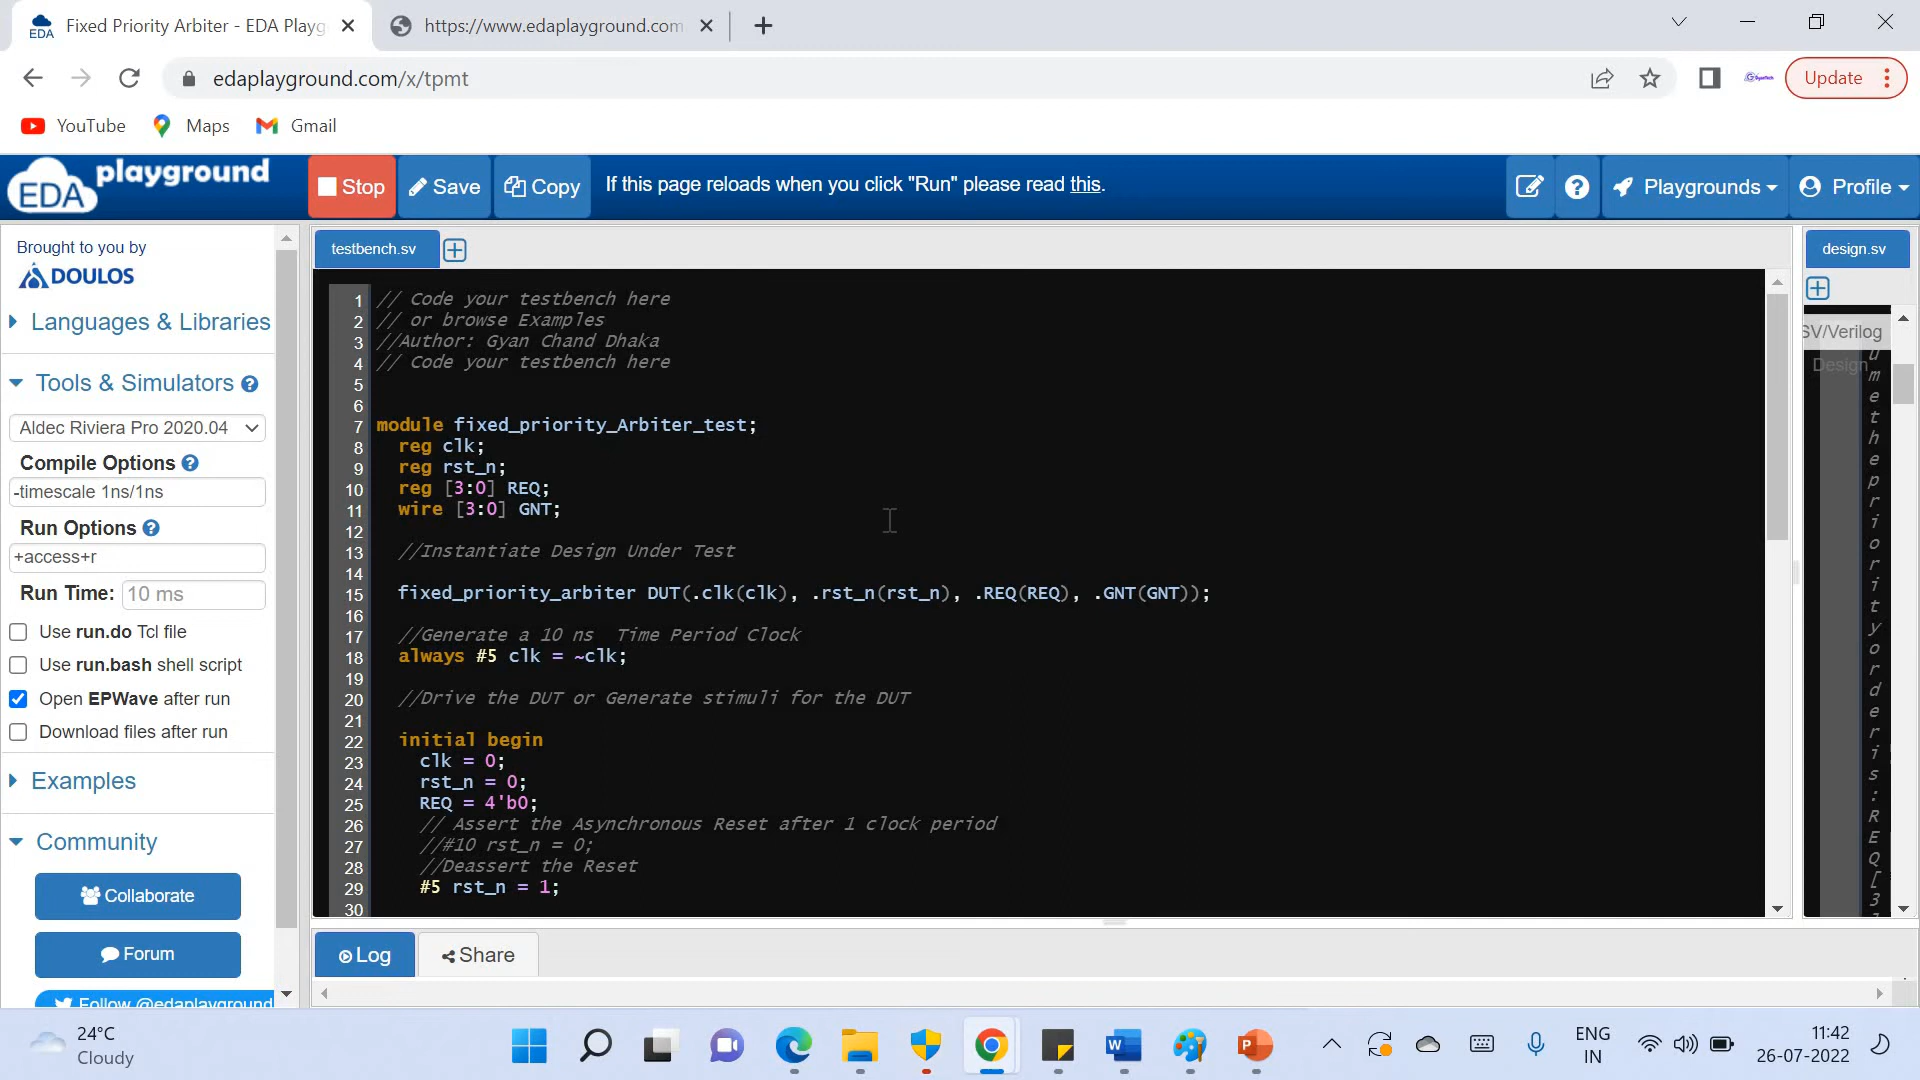 Fixed Priority Arbiter - EDA Playg
https://www.edaplayground.com
edaplayground.com/x/tpmt
Update
YouTube
Maps
Gmail
EDA playground
Stop
Save
Copy
If this page reloads when you click "Run" please read this.
Playgrounds
Profile
Brought to you by
DOULOS
Languages & Libraries
Tools & Simulators
Aldec Riviera Pro 2020.04
Compile Options
-timescale 1ns/1ns
Run Options
+access+r
Run Time: 10 ms
Use run.do Tcl file
Use run.bash shell script
Open EPWave after run
Download files after run
Examples
Community
Collaborate
Forum
Follow @edaplayground
testbench.sv
1 // Code your testbench here
2 // or browse Examples
3 //Author: Gyan Chand Dhaka
4 // Code your testbench here
5
6
7 module fixed_priority_Arbiter_test;
8 reg clk;
9 reg rst_n;
10 reg [3:0] REQ;
11 wire [3:0] GNT;
12
13 //Instantiate Design Under Test
14
15 fixed_priority_arbiter DUT(.clk(clk), .rst_n(rst_n), .REQ(REQ), .GNT(GNT));
16
17 //Generate a 10 ns  Time Period Clock
18 always #5 clk = ~clk;
19
20 //Drive the DUT or Generate stimuli for the DUT
21
22 initial begin
23 clk = 0;
24 rst_n = 0;
25 REQ = 4'b0;
26 // Assert the Asynchronous Reset after 1 clock period
27 //#10 rst_n = 0;
28 //Deassert the Reset
29 #5 rst_n = 1;
30
design.sv
SV/Verilog
Design
u
m
e
t
h
e
p
r
i
o
r
i
t
y
o
r
d
e
r
i
s
:
R
E
Q
[
3
Log
Share
24°C
Cloudy
ENG
IN
11:42
26-07-2022